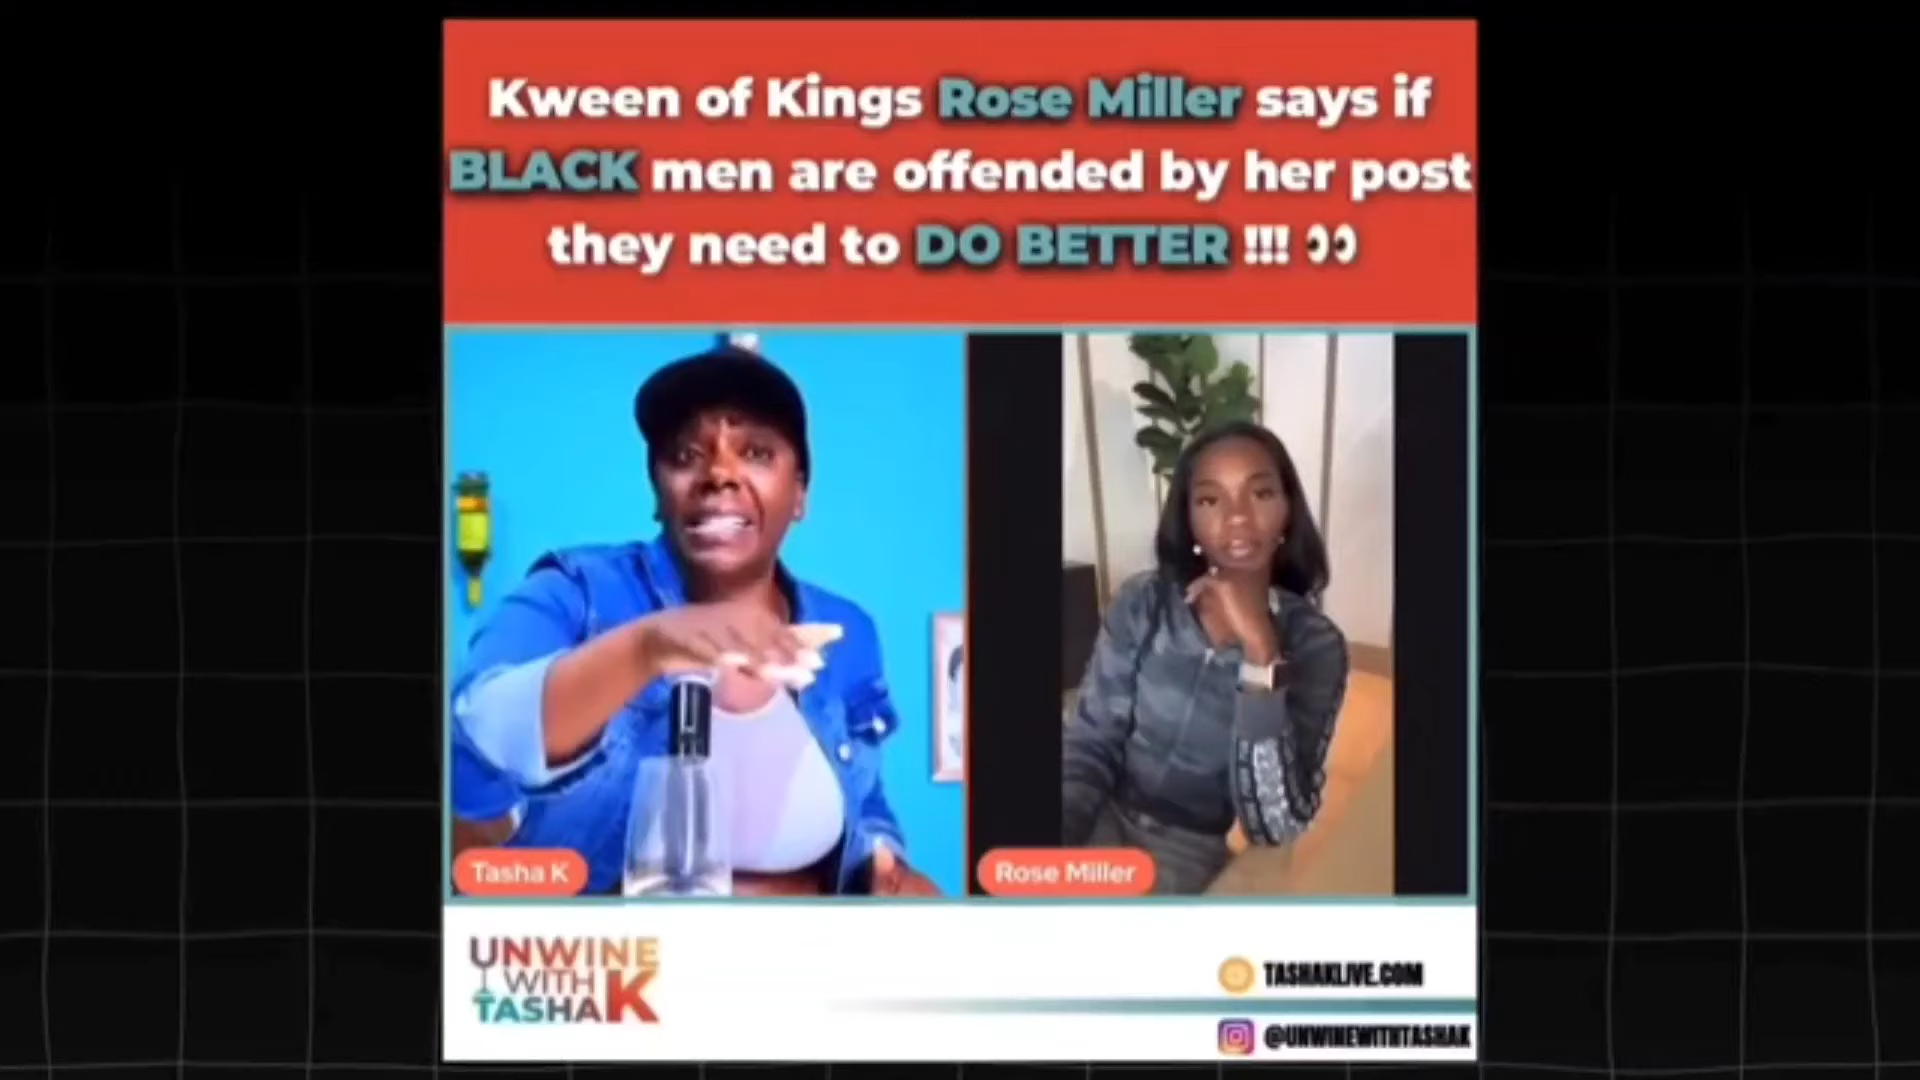 Kween of Kings Rose Miller says if
BLACK men are offended by her post
they need to DO BETTER !!! 👀
Tasha K
Rose Miller
UNWINE
WITH
TASHA K
TASHAKLIVE.COM
@UNWINEWITHTASHAK